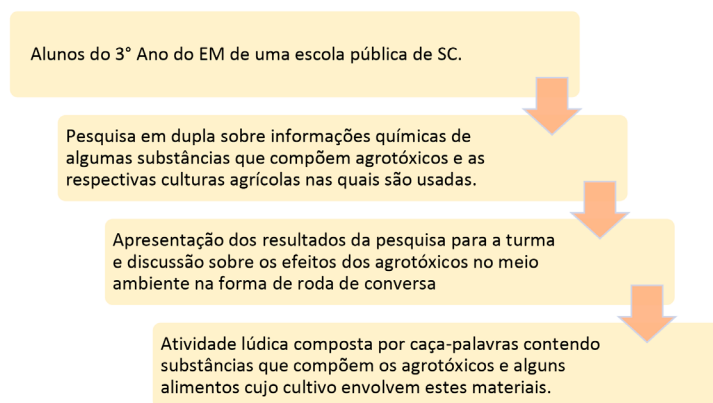 Alunos do 3° Ano do EM de uma escola pública de SC.
Pesquisa em dupla sobre informações químicas de
algumas substâncias que compõem agrotóxicos e as
respectivas culturas agrícolas nas quais são usadas.
Apresentação dos resultados da pesquisa para a turma
e discussão sobre os efeitos dos agrotóxicos no meio
ambiente na forma de roda de conversa
Atividade lúdica composta por caça-palavras contendo
substâncias que compõem os agrotóxicos e alguns
alimentos cujo cultivo envolvem estes materiais.